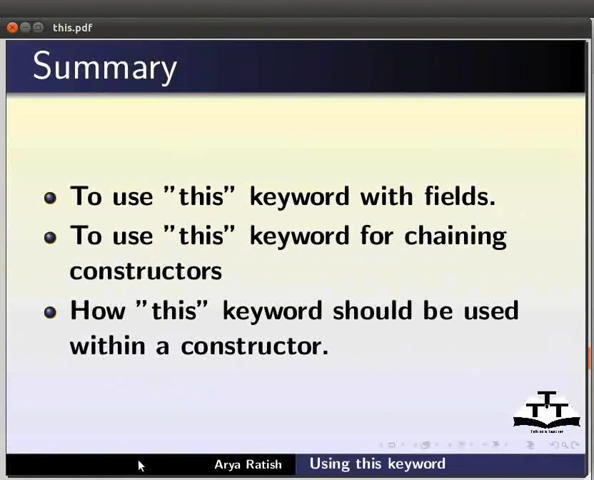 this.pdf
Summary
To use "this" keyword with fields.
To use "this" keyword for chaining
constructors
How "this" keyword should be used
within a constructor.
TTT
Arya Ratish
Using this keyword